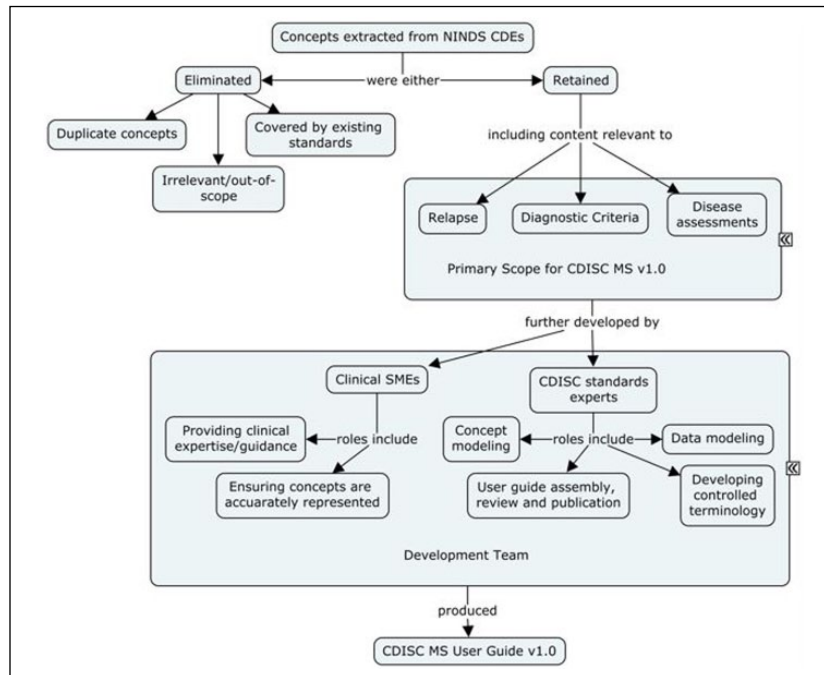 Concepts extracted from NINDS CDEs
Eliminated
were either
Retained
Duplicate concepts
Covered by existing
standards
Irrelevant/out-of-
scope
including content relevant to
Relapse
Diagnostic Criteria
Disease
assessments
Primary Scope for CDISC MS v1.0
further developed by
Clinical SMEs
CDISC standards
experts
Providing clinical
expertise/guidance
roles include
Ensuring concepts are
accuarately represented
Concept
modeling
roles include
Data modeling
User guide assembly,
review and publication
Developing
controlled
terminology
Development Team
produced
CDISC MS User Guide v1.0